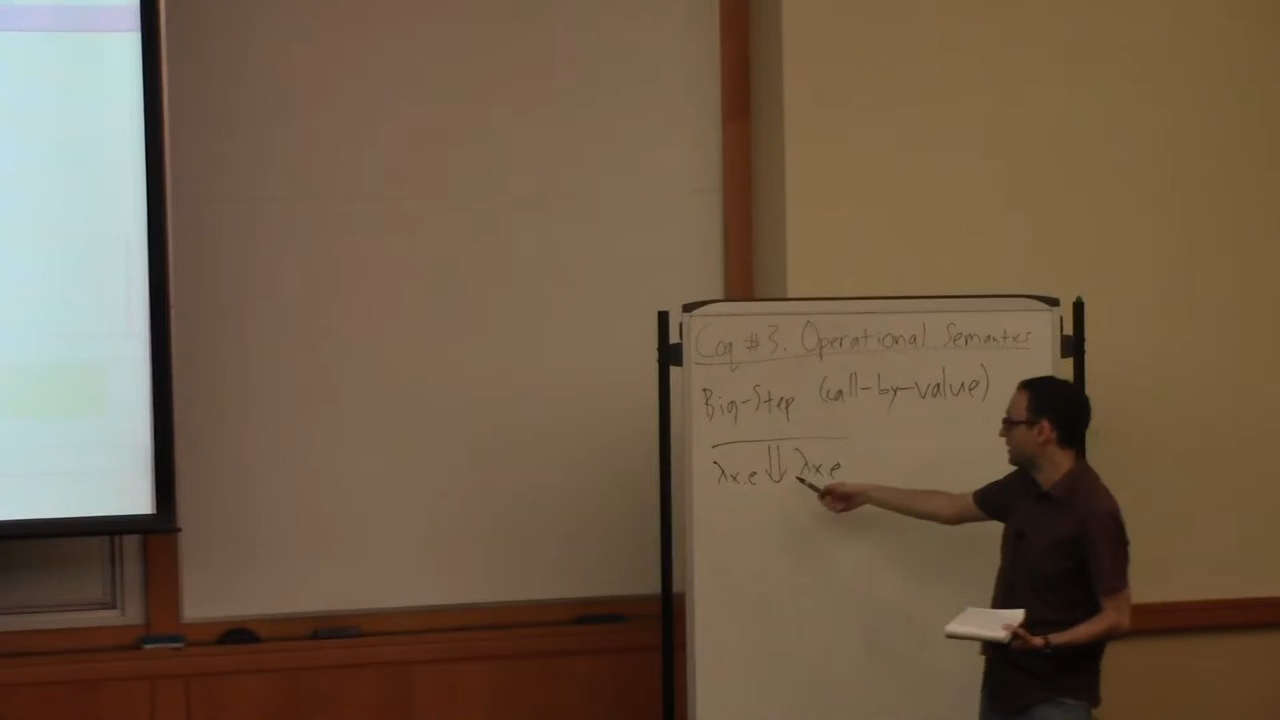 Coq #3. Operational Semantics
Big-Step (call-by-value)
λx.e ⇓ λx.e